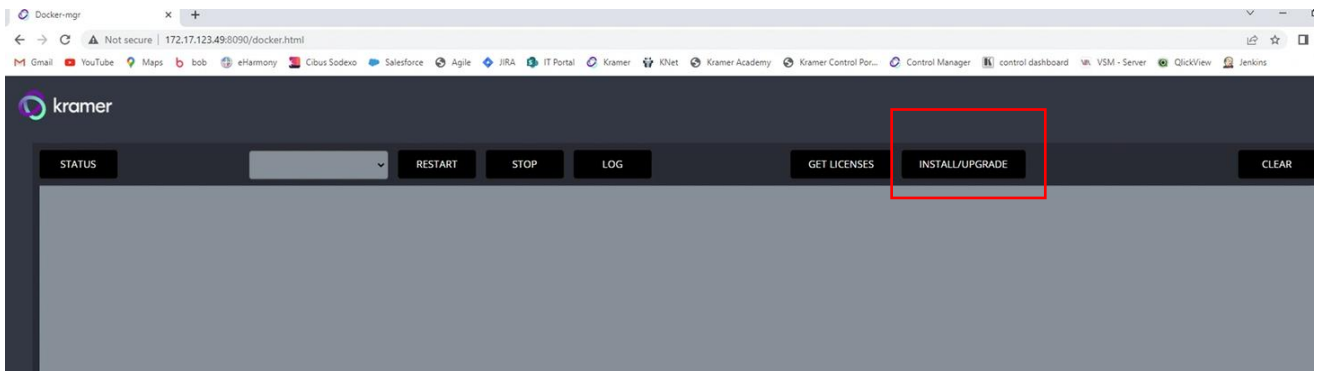 Docker-mgr
Not secure | 172.17.123.49:8090/docker.html
Gmail YouTube Maps bob eHarmony Cibus Sodexo Salesforce Agile JIRA IT Portal Kramer KNet Kramer Academy Kramer Control Por... Control Manager control dashboard VSM - Server QlickView Jenkins
kramer
STATUS RESTART STOP LOG GET LICENSES INSTALL/UPGRADE CLEAR